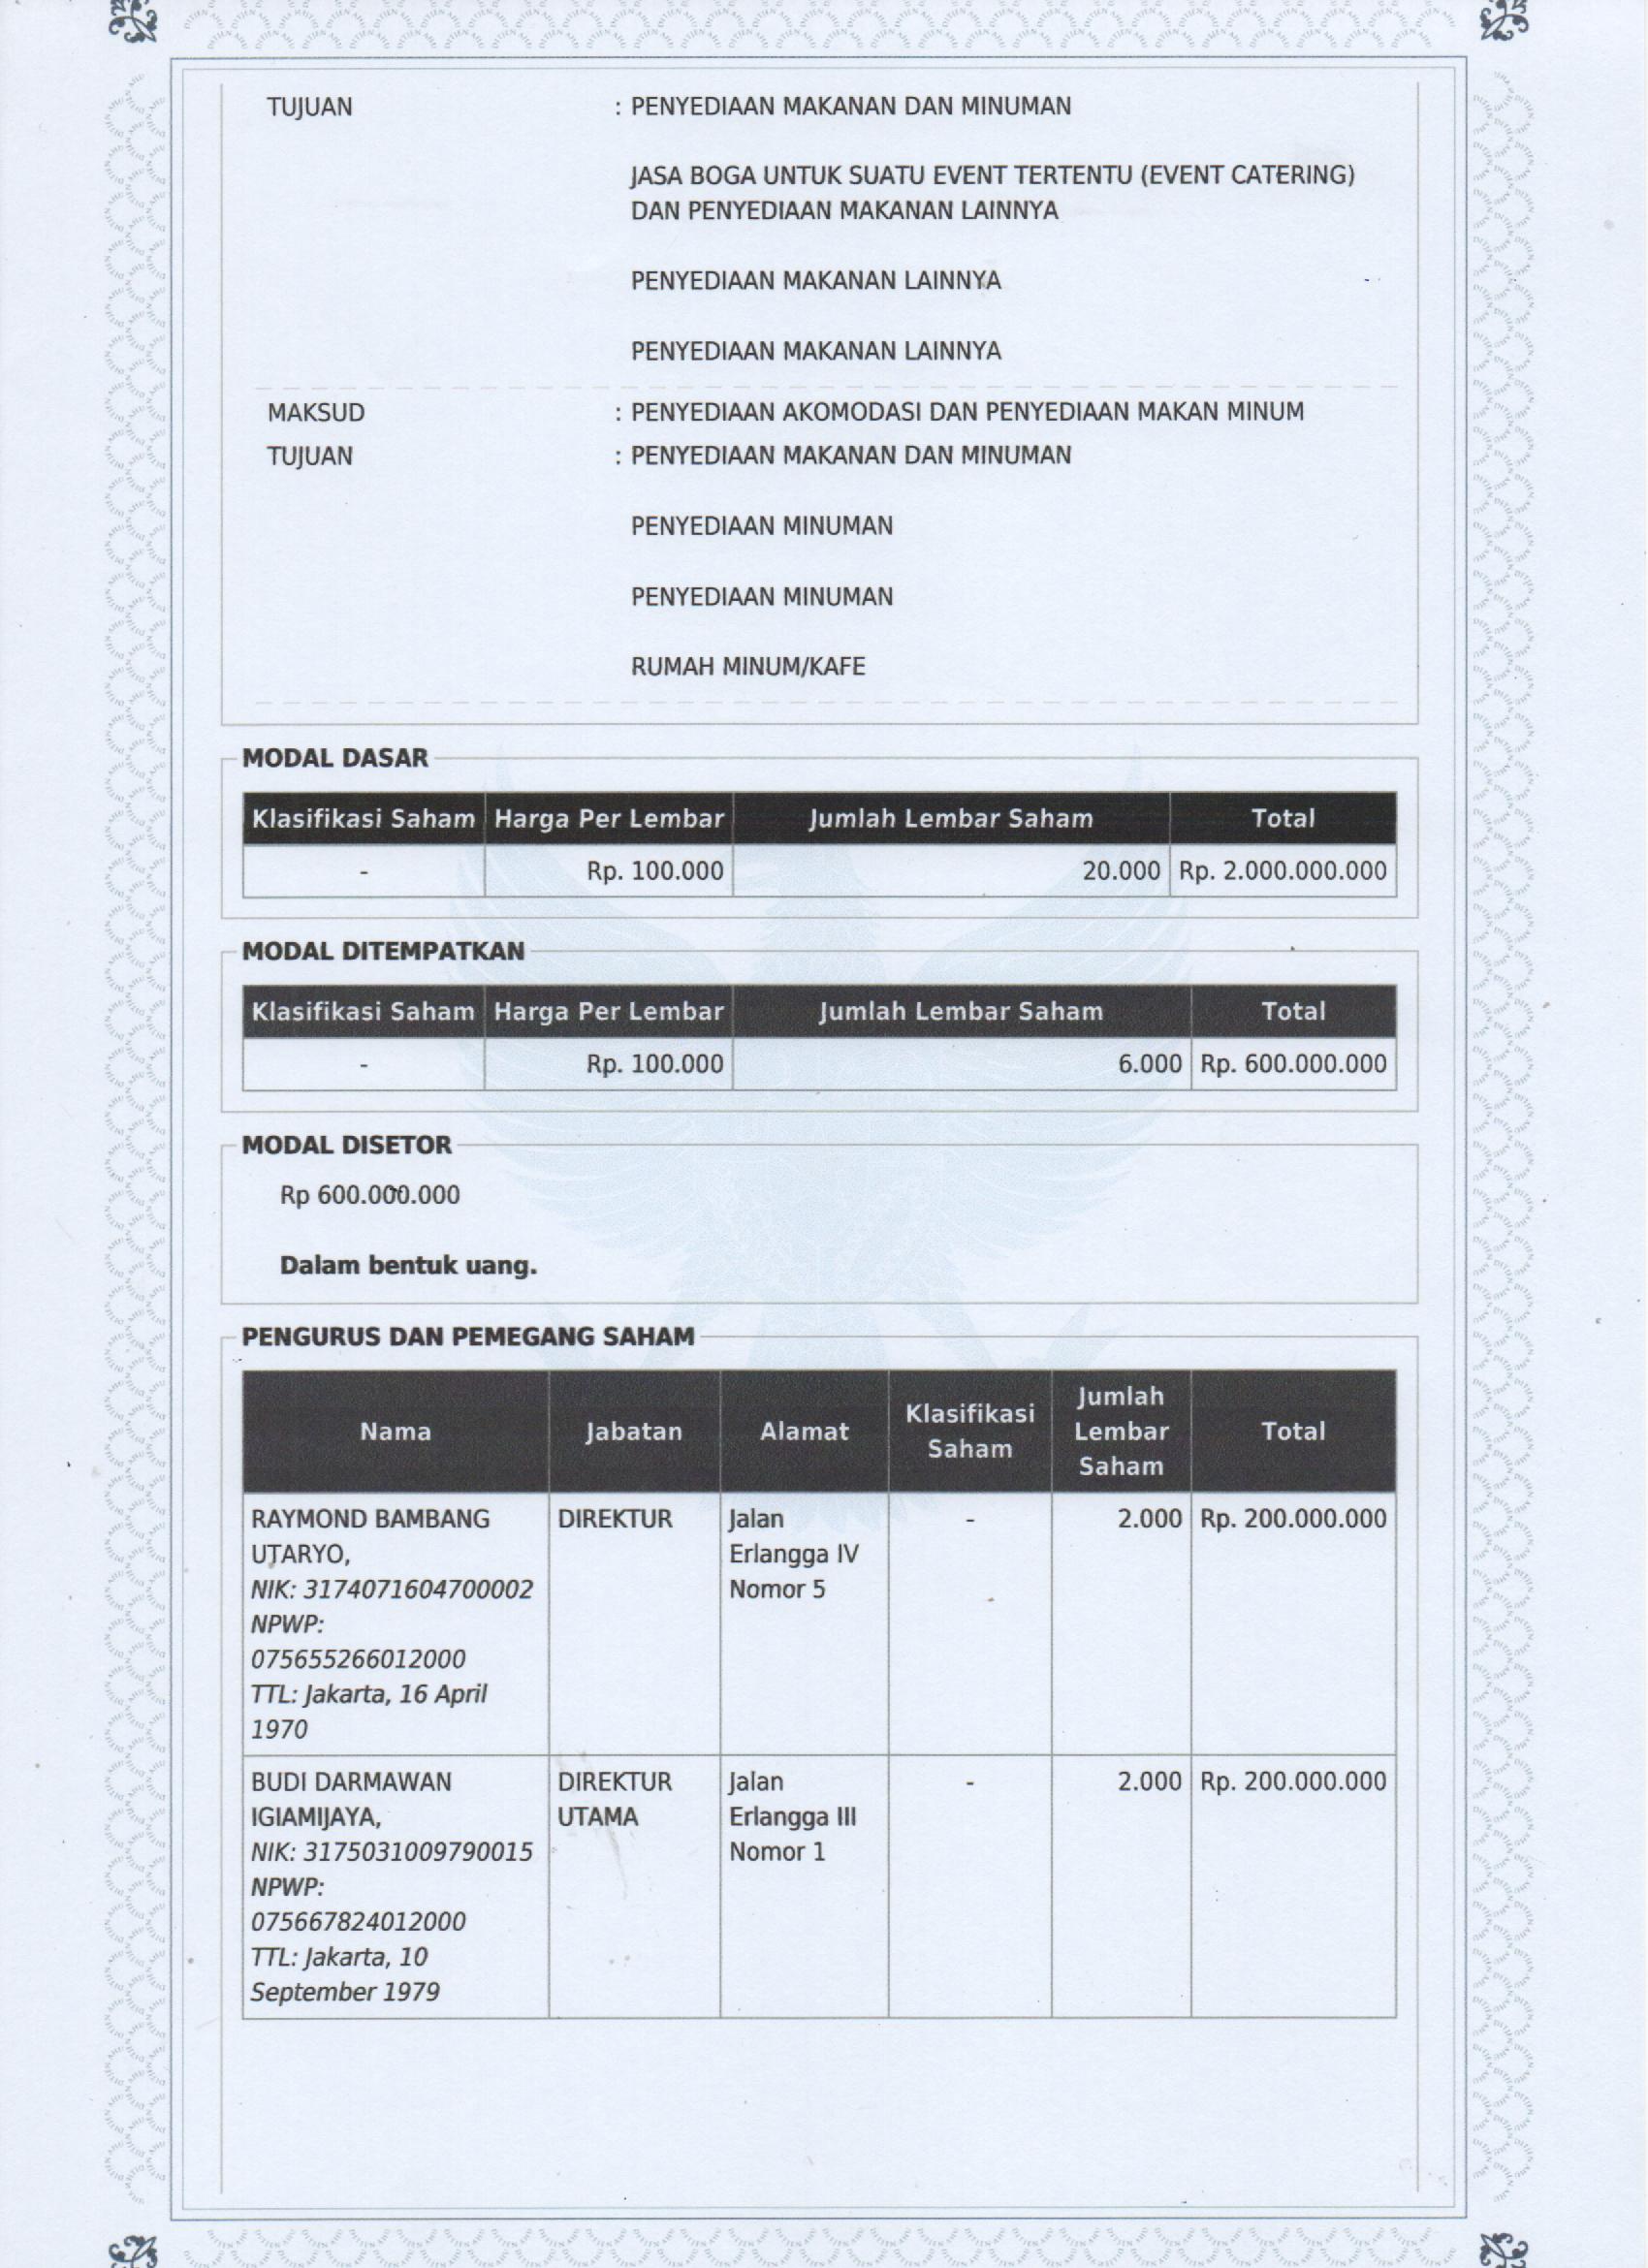 TUJUAN : PENYEDIAAN MAKANAN DAN MINUMAN
JASA BOGA UNTUK SUATU EVENT TERTENTU (EVENT CATERING)
DAN PENYEDIAAN MAKANAN LAINNYA
PENYEDIAAN MAKANAN LAINNYA
PENYEDIAAN MAKANAN LAINNYA
MAKSUD : PENYEDIAAN AKOMODASI DAN PENYEDIAAN MAKAN MINUM
TUJUAN : PENYEDIAAN MAKANAN DAN MINUMAN
PENYEDIAAN MINUMAN
PENYEDIAAN MINUMAN
RUMAH MINUM/KAFE
MODAL DASAR
Klasifikasi Saham Harga Per Lembar Jumlah Lembar Saham Total
- Rp. 100.000 20.000 Rp. 2.000.000.000
MODAL DITEMPATKAN
Klasifikasi Saham Harga Per Lembar Jumlah Lembar Saham Total
- Rp. 100.000 6.000 Rp. 600.000.000
MODAL DISETOR
Rp 600.000.000
Dalam bentuk uang.
PENGURUS DAN PEMEGANG SAHAM
Nama Jabatan Alamat Klasifikasi Saham Jumlah Lembar Saham Total
RAYMOND BAMBANG DIREKTUR Jalan - 2.000 Rp. 200.000.000
UTARYO, Erlangga IV
NIK: 3174071604700002 Nomor 5
NPWP:
075655266012000
TTL: Jakarta, 16 April
1970
BUDI DARMAWAN DIREKTUR Jalan - 2.000 Rp. 200.000.000
IGIAMIJAYA, UTAMA Erlangga III
NIK: 3175031009790015 Nomor 1
NPWP:
075667824012000
TTL: Jakarta, 10
September 1979